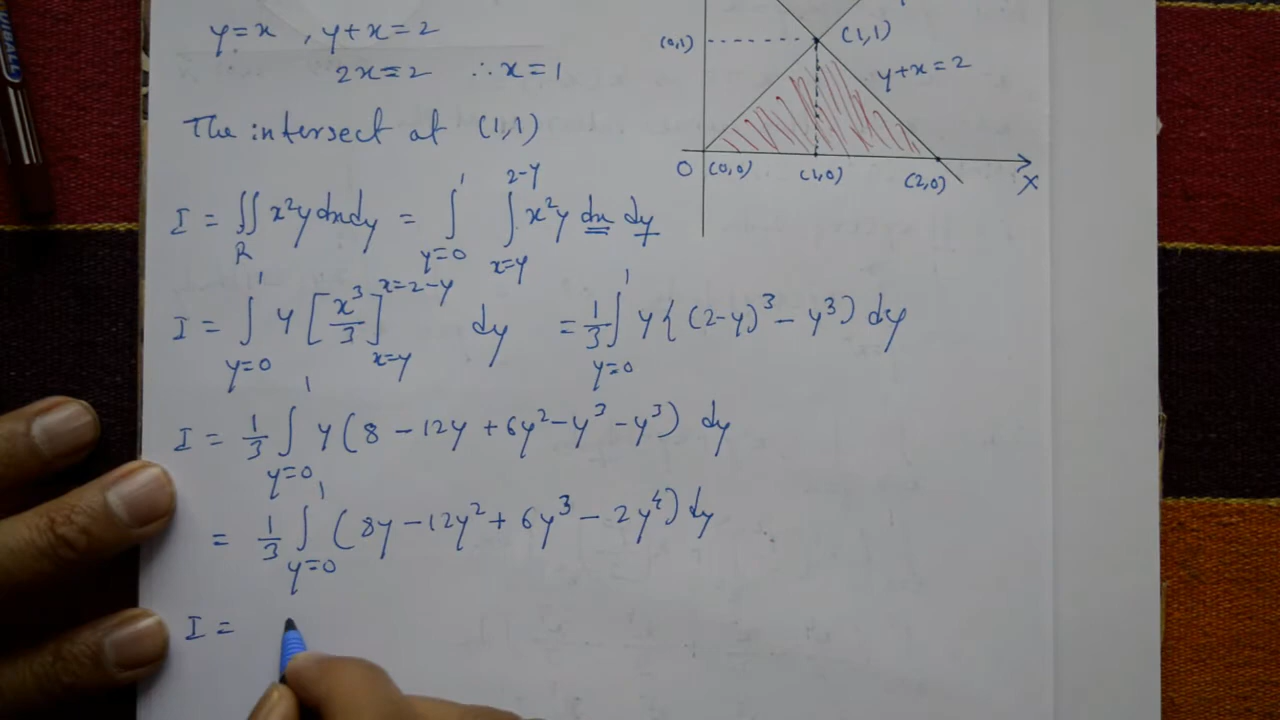 y=x , y+x=2
2x=2 ∴x=1
The intersect at (1,1)
I = ∬_R x²y dx dy = ∫_{y=0}^{1} ∫_{x=y}^{2-y} x²y dx dy
I = ∫_{y=0}^{1} y [x³/3]_{x=y}^{x=2-y} dy = 1/3 ∫_{y=0}^{1} y{(2-y)³ - y³) dy
I = 1/3 ∫_{y=0}^{1} y(8 - 12y + 6y² - y³ - y³) dy
= 1/3 ∫_{y=0}^{1} (8y - 12y² + 6y³ - 2y⁴) dy
I =
(0,1)
(1,1)
y+x=2
O (0,0)
(1,0)
(2,0)
X